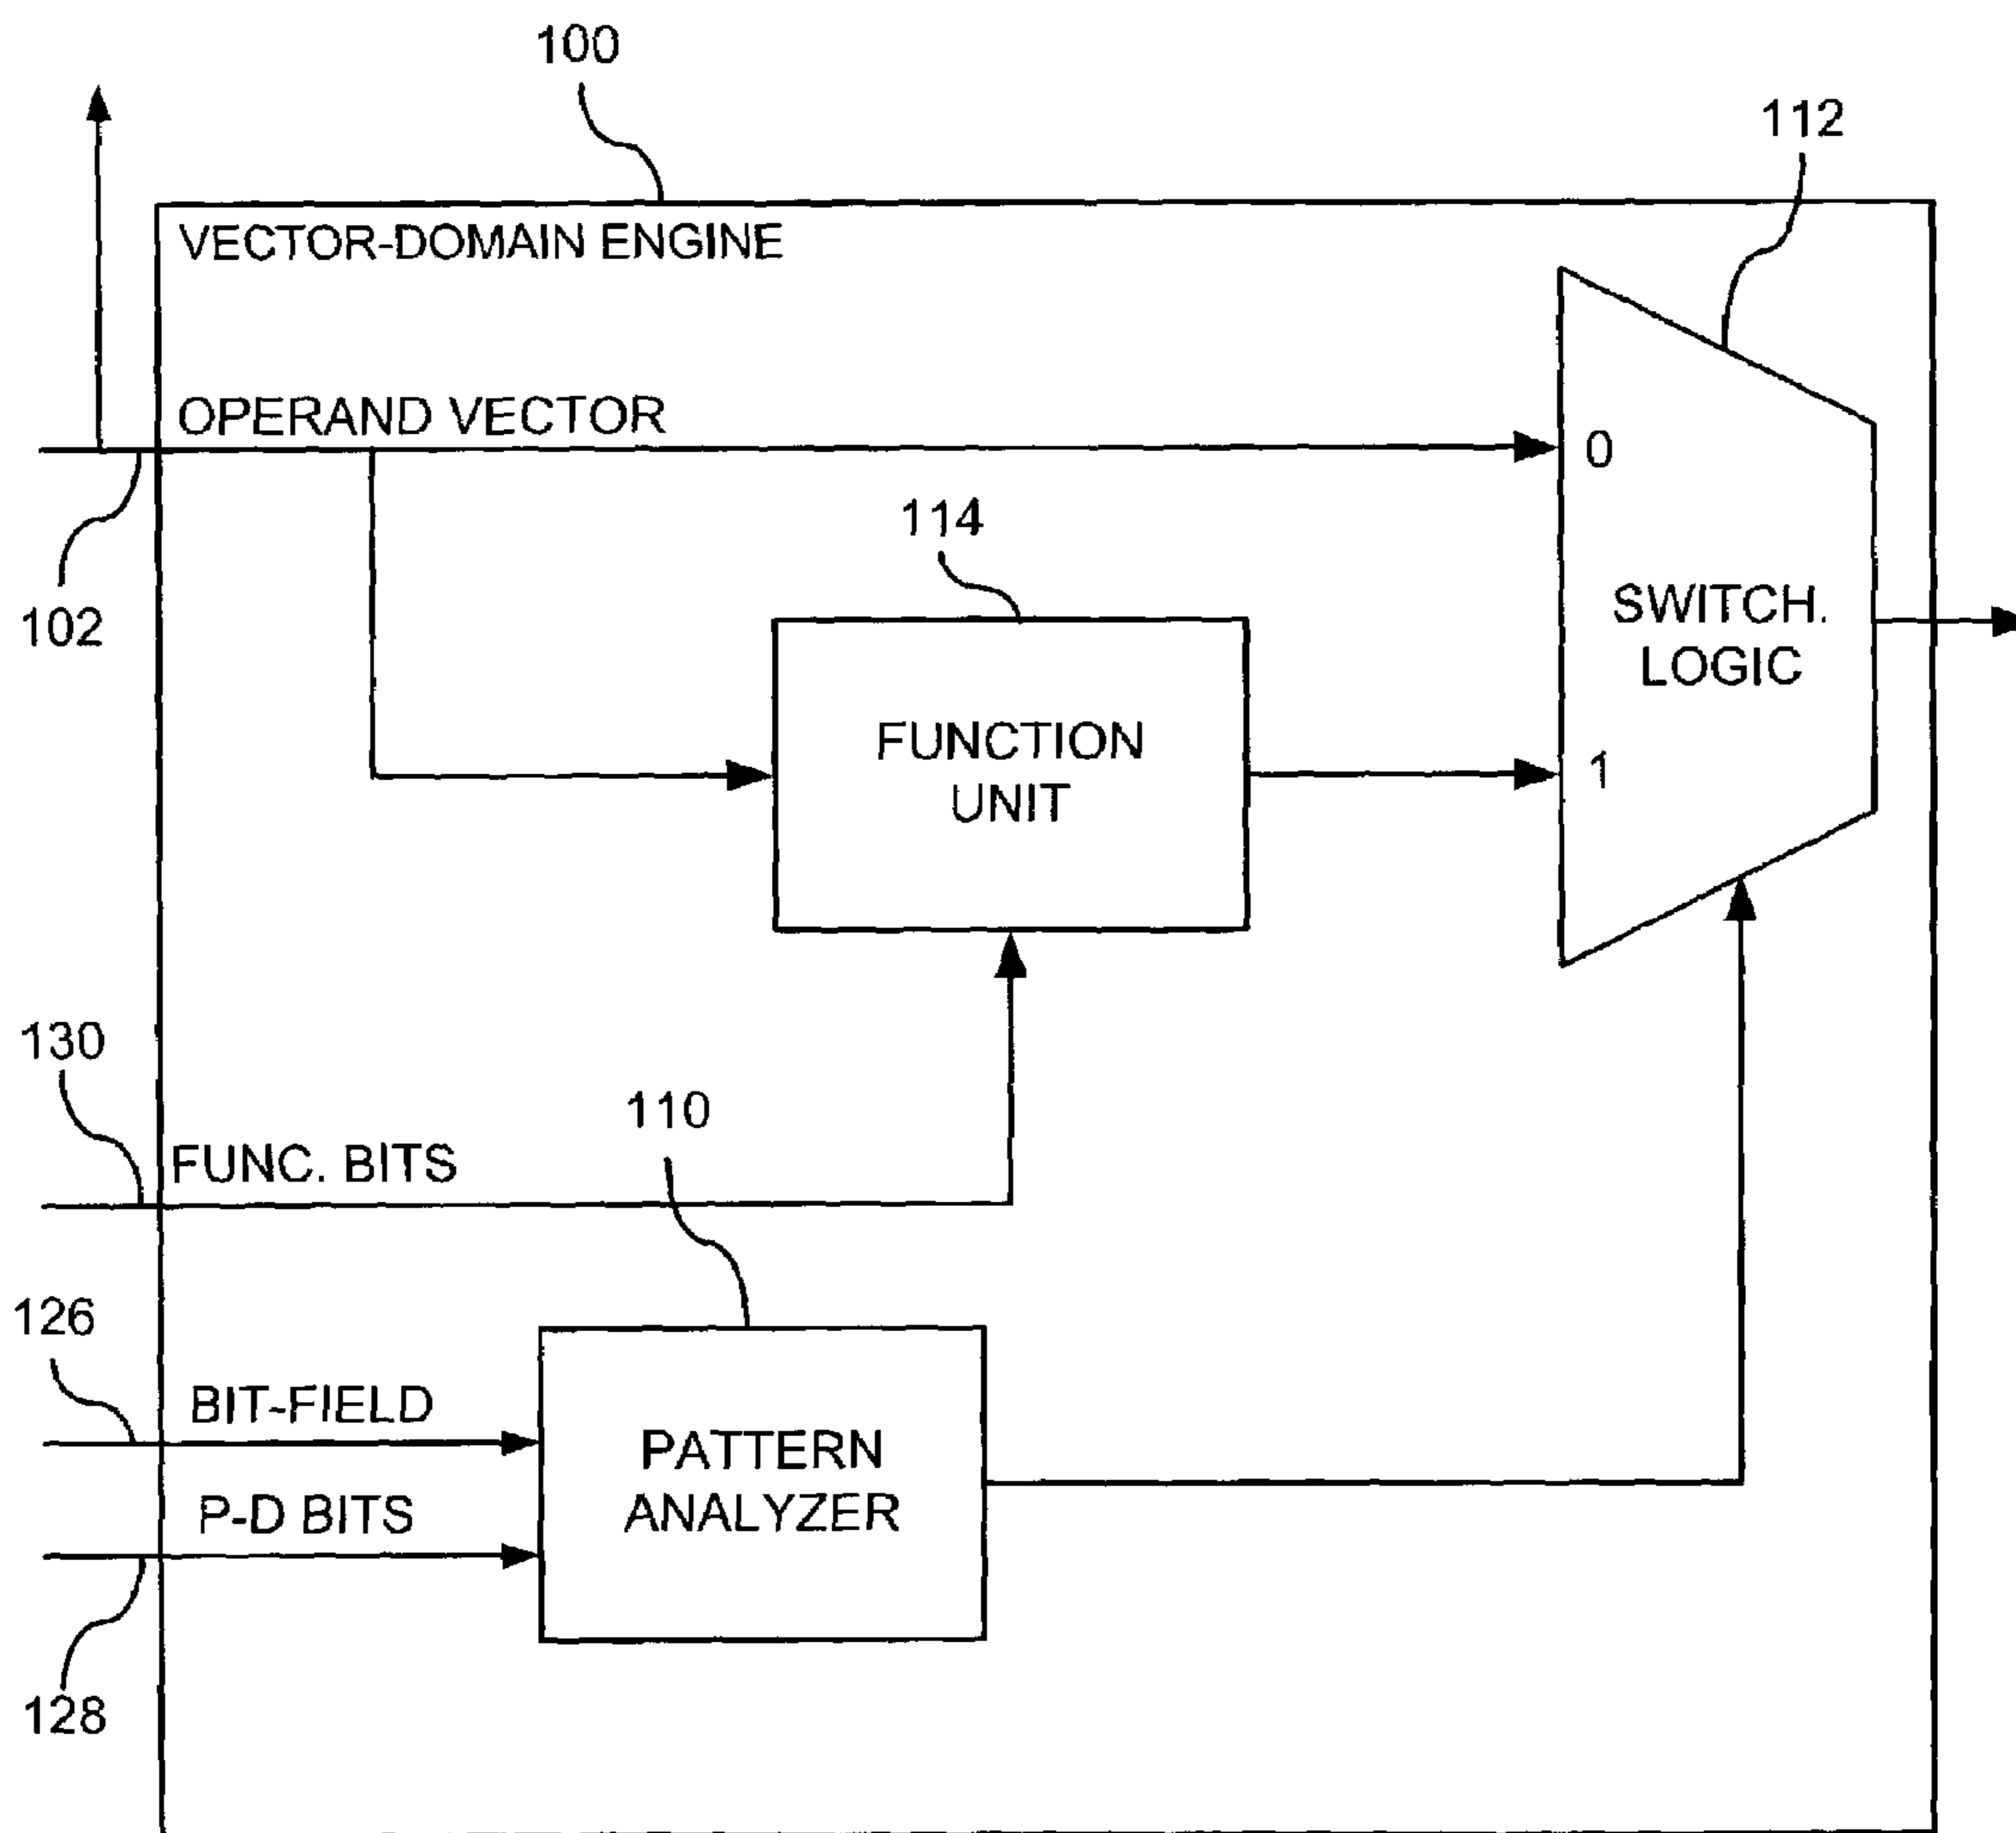 100
112
VECTOR-DOMAIN ENGINE
OPERAND VECTOR
0
102
114
SWITCH.
LOGIC
FUNCTION
UNIT
1
130
110
FUNC. BITS
126
BIT-FIELD
PATTERN
ANALYZER
P-D BITS
128